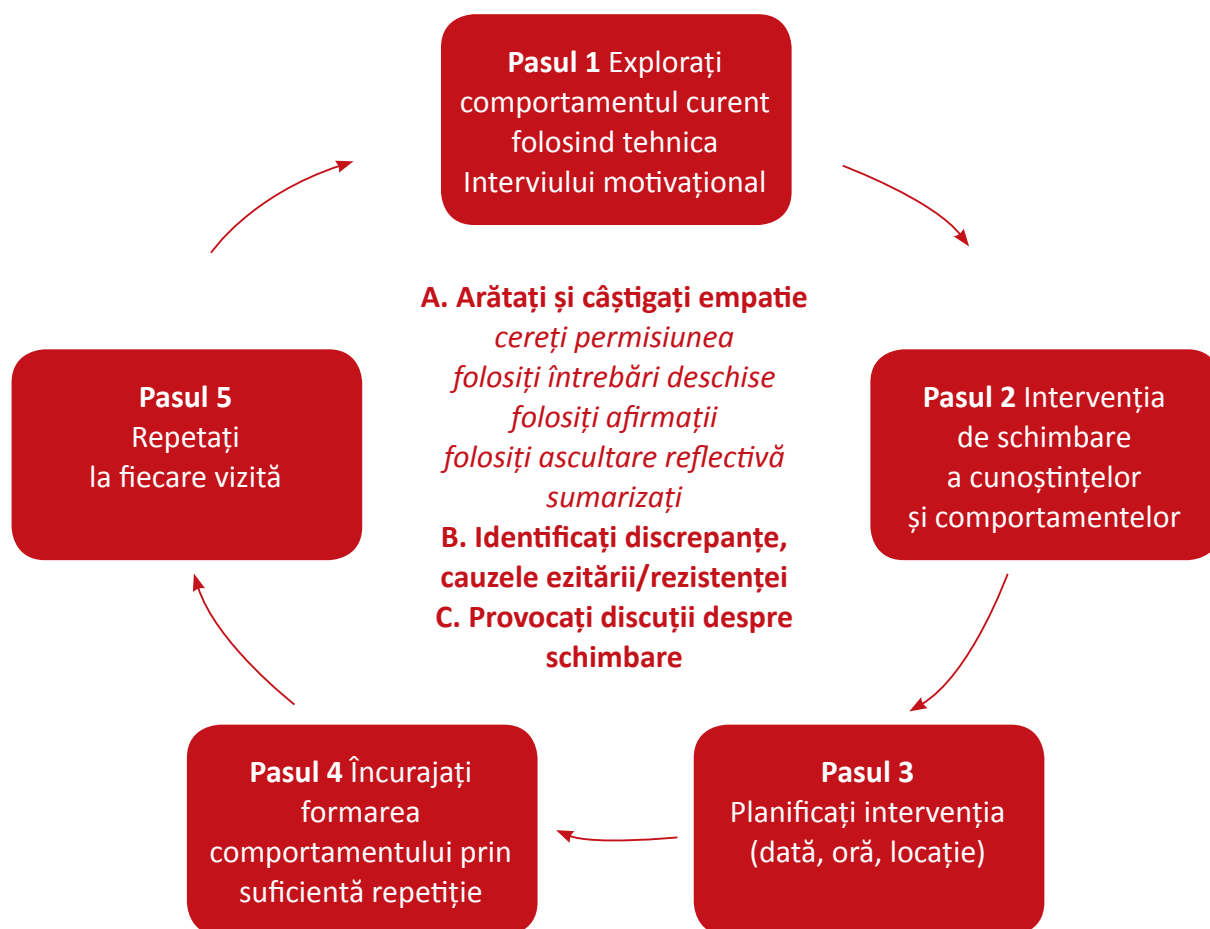 Pasul 1 Explorați
comportamentul curent
folosind tehnica
Interviului motivațional
A. Arătați și câștigați empatie
cereți permisiunea
folosiți întrebări deschise
folosiți afirmații
folosiți ascultare reflectivă
sumarizați
B. Identificați discrepanțe,
cauzele ezitării/rezistenței
C. Provocați discuții despre
schimbare
Pasul 2 Intervenția
de schimbare
a cunoștințelor
și comportamentelor
Pasul 3
Planificați intervenția
(dată, oră, locație)
Pasul 4 Încurajați
formarea
comportamentului prin
suficientă repetiție
Pasul 5
Repetați
la fiecare vizită